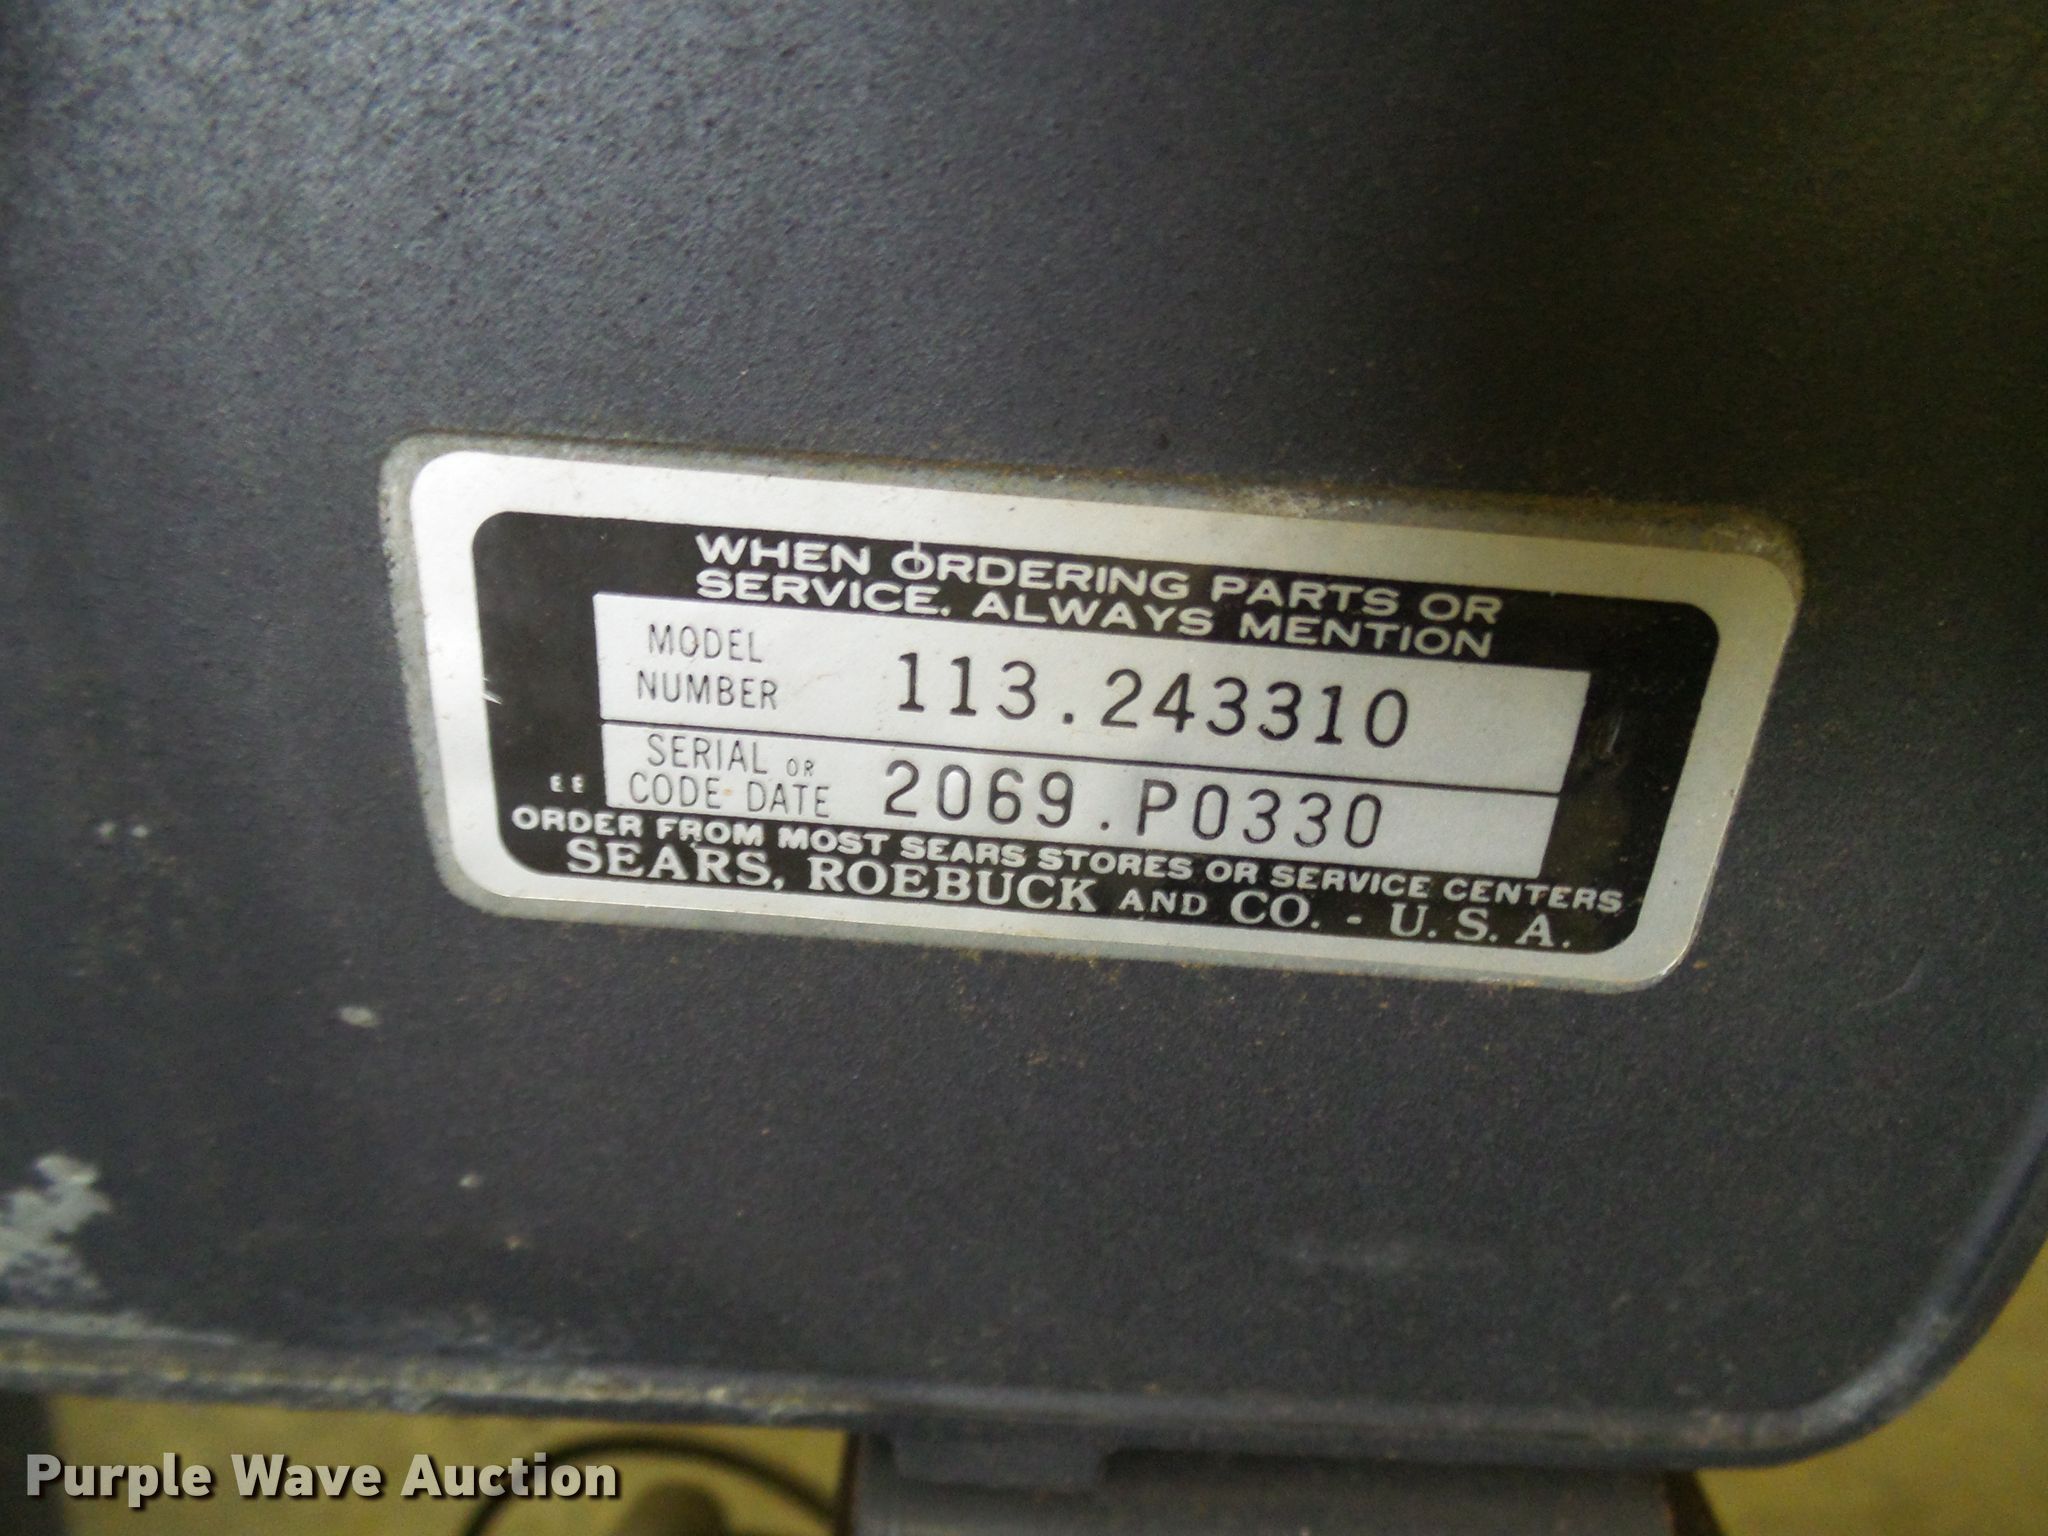 WHEN ORDERING PARTS OR
SERVICE. ALWAYS MENTION
MODEL
NUMBER 113.243310
SERIAL OR
CODE DATE 2069.P0330
EE
ORDER FROM MOST SEARS STORES OR SERVICE CENTERS
SEARS, ROEBUCK AND CO. - U. S. A.
Purple Wave Auction